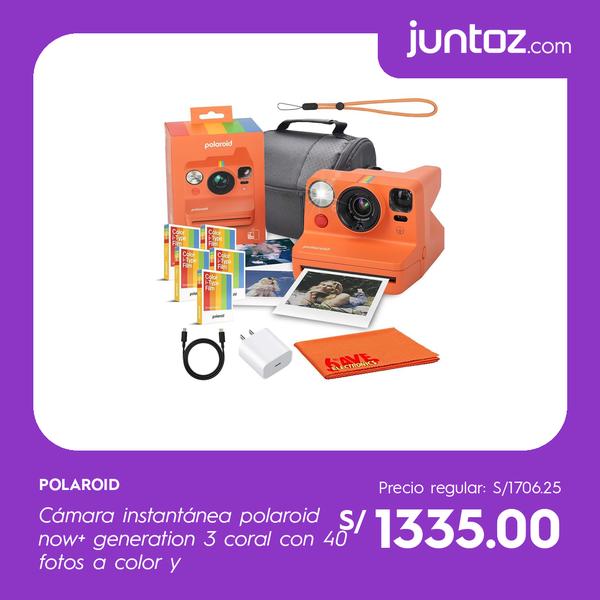 juntoz.com
polaroid
Color
i-Type
Film
Color
i-Type
Film
Color
i-Type
Film
Color
i-Type
Film
Color
i-Type
Film
polaroid
6AVE
ELECTRONICS
POLAROID
Cámara instantánea polaroid
now+ generation 3 coral con 40
fotos a color y
Precio regular: S/1706.25
S/ 1335.00